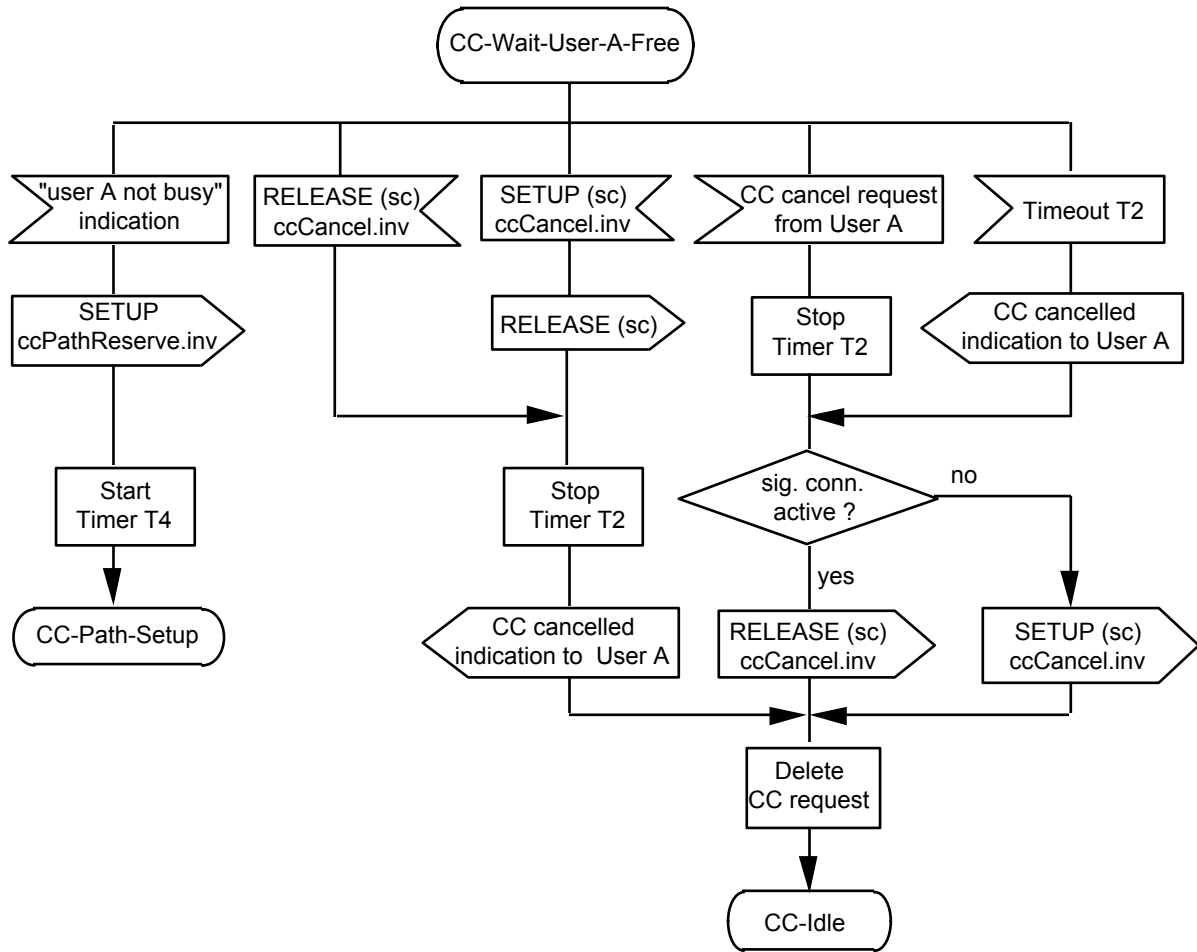 CC-Wait-User-A-Free
"user A not busy"
indication
RELEASE (sc)
ccCancel.inv
SETUP (sc)
ccCancel.inv
CC cancel request
from User A
Timeout T2
SETUP
ccPathReserve.inv
RELEASE (sc)
Stop
Timer T2
CC cancelled
indication to User A
Start
Timer T4
Stop
Timer T2
sig. conn.
active ?
no
yes
CC-Path-Setup
CC cancelled
indication to User A
RELEASE (sc)
ccCancel.inv
SETUP (sc)
ccCancel.inv
Delete
CC request
CC-Idle